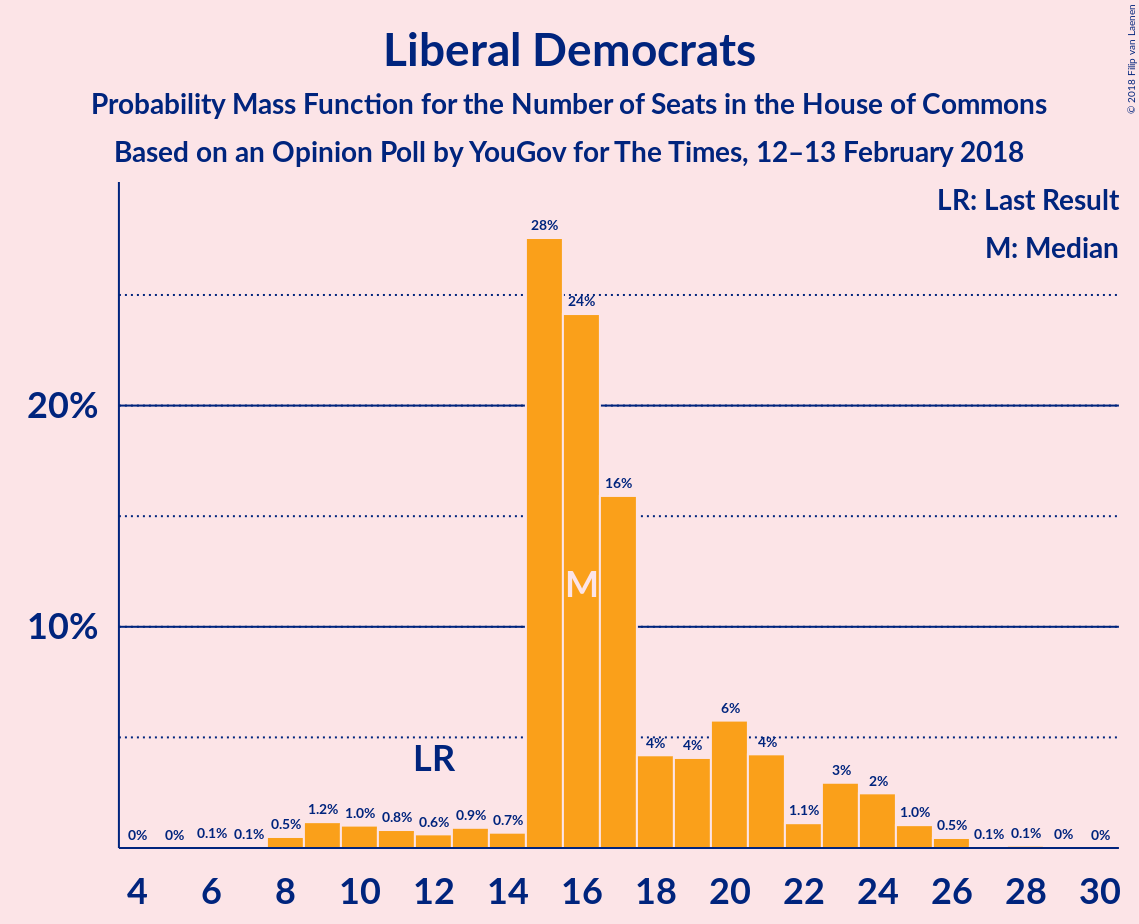 Liberal Democrats
Probability Mass Function for the Number of Seats in the House of Commons
Based on an Opinion Poll by YouGov for The Times, 12–13 February 2018
© 2018 Filip van Laenen
LR: Last Result
M: Median
28%
24%
20%
16%
M
10%
6%
4% 4% 4%
LR
3%
2%
0% 0% 0.1% 0.1% 0.5% 1.2% 1.0% 0.8% 0.6% 0.9% 0.7% 1.1% 1.0% 0.5% 0.1% 0.1% 0% 0%
4 6 8 10 12 14 16 18 20 22 24 26 28 30